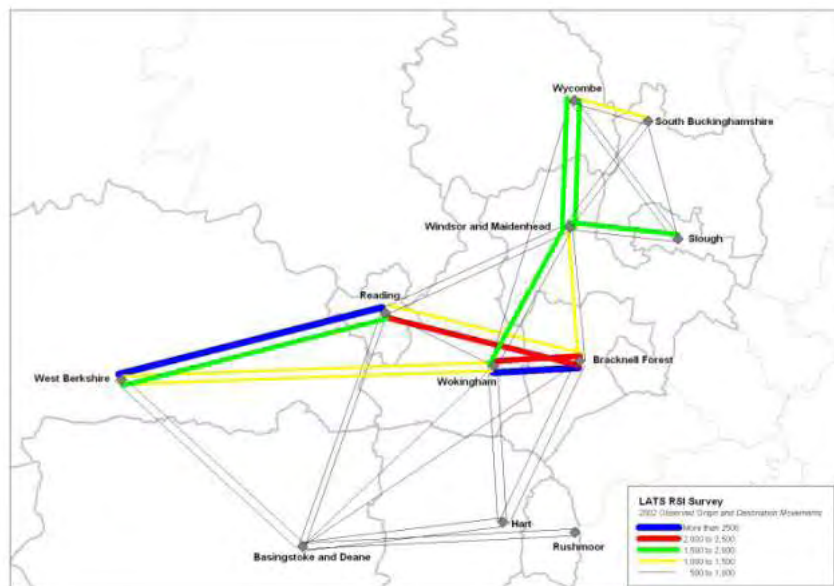 Wycombe
South Buckinghamshire
Windsor and Maidenhead
Slough
Reading
West Berkshire
Wokingham
Bracknell Forest
Basingstoke and Deane
Hart
Rushmoor
LATS RSI Survey
2002 Observed Origin and Destination Movements
More than 2500
2,000 to 2,500
1,500 to 2,000
1,000 to 1,500
500 to 1,000